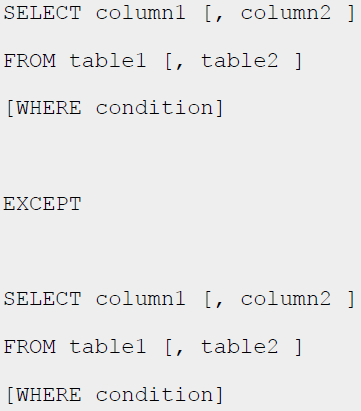 SELECT column1 [, column2 ]
FROM table1 [, table2 ]
[WHERE condition]
EXCEPT
SELECT column1 [, column2 ]
FROM table1 [, table2 ]
[WHERE condition]